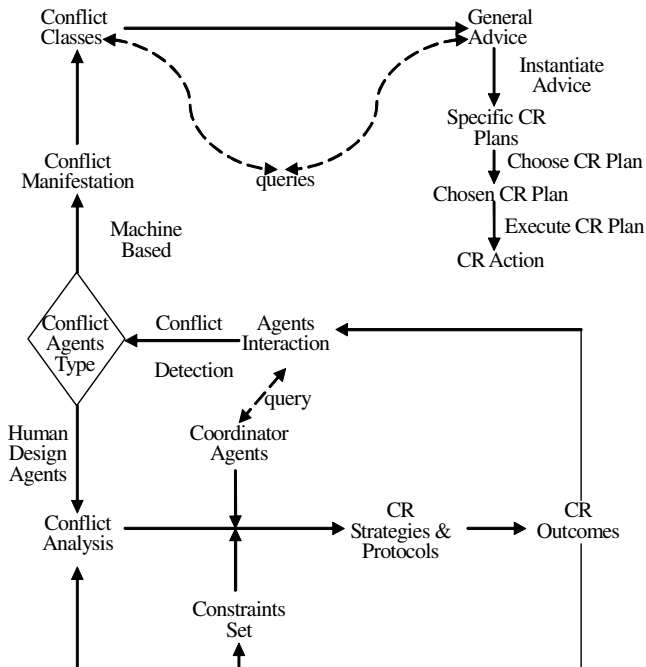 Conflict
Classes
General
Advice
Instantiate
Advice
Specific CR
Plans
Conflict
Manifestation
queries
Choose CR Plan
Chosen CR Plan
Machine
Based
Execute CR Plan
CR Action
Conflict
Agents
Type
Conflict
Detection
Agents
Interaction
query
Human
Design
Agents
Coordinator
Agents
Conflict
Analysis
CR
Strategies &
Protocols
CR
Outcomes
Constraints
Set